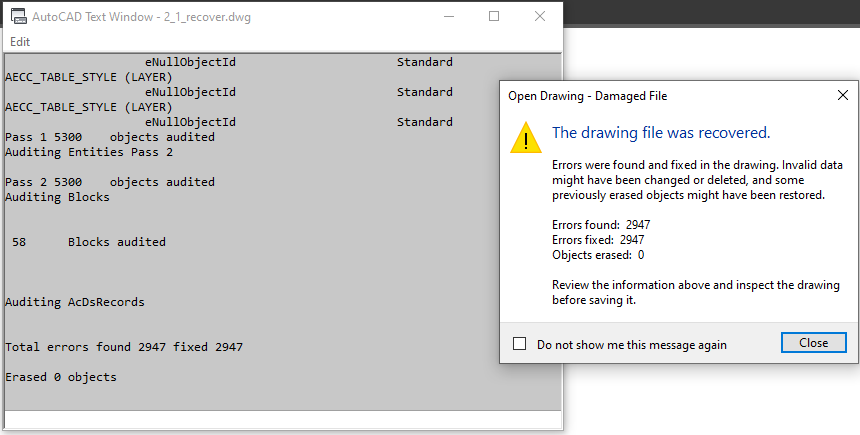 AutoCAD Text Window - 2_1_recover.dwg
Edit
eNullObjectId Standard
AECC_TABLE_STYLE (LAYER)
eNullObjectId Standard
AECC_TABLE_STYLE (LAYER)
eNullObjectId Standard
Pass 1 5300 objects audited
Auditing Entities Pass 2
Pass 2 5300 objects audited
Auditing Blocks
58 Blocks audited
Auditing AcDsRecords
Total errors found 2947 fixed 2947
Erased 0 objects
Open Drawing - Damaged File
The drawing file was recovered.
Errors were found and fixed in the drawing. Invalid data
might have been changed or deleted, and some
previously erased objects might have been restored.
Errors found: 2947
Errors fixed: 2947
Objects erased: 0
Review the information above and inspect the drawing
before saving it.
Do not show me this message again
Close